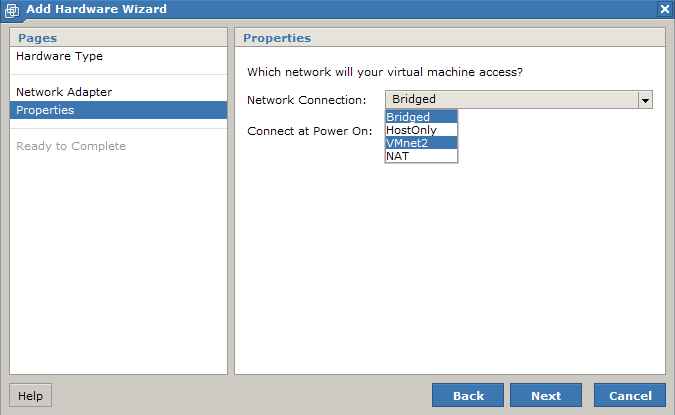 Add Hardware Wizard
Pages
Hardware Type
Network Adapter
Properties
Ready to Complete
Properties
Which network will your virtual machine access?
Network Connection: Bridged
Bridged
HostOnly
VMnet2
NAT
Connect at Power On:
Help
Back
Next
Cancel